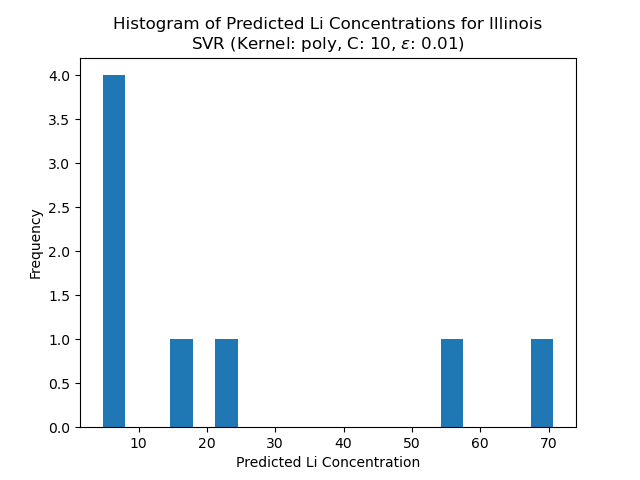 Histogram of Predicted Li Concentrations for Illinois
SVR (Kernel: poly, C: 10, ε: 0.01)
4.0
3.5
3.0
2.5
2.0
1.5
1.0
0.5
0.0
Frequency
10 20 30 40 50 60 70
Predicted Li Concentration